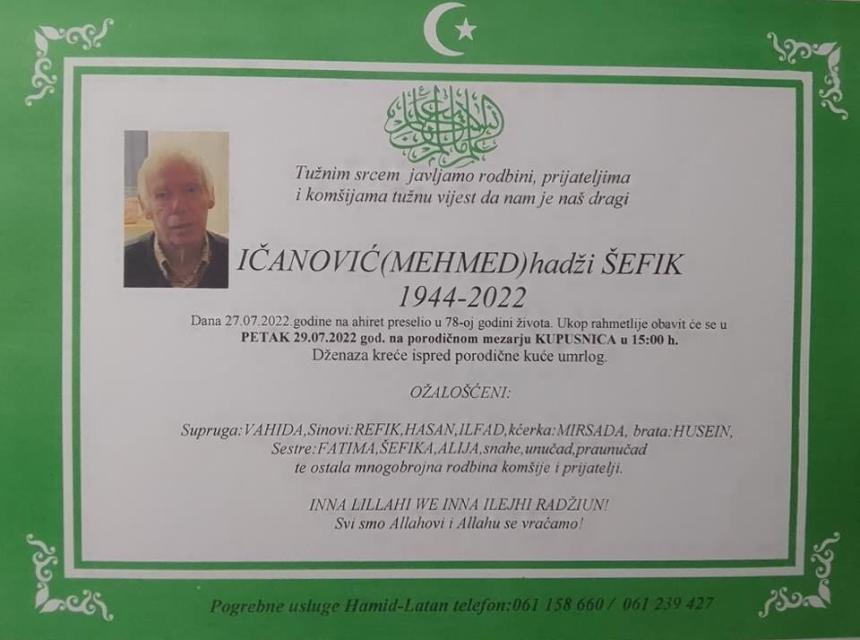 Tužnim srcem javljamo rodbini, prijateljima
i komšijama tužnu vijest da nam je naš dragi
IČANOVIĆ(MEHMED)hadži ŠEFIK
1944-2022
Dana 27.07.2022.godine na ahiret preselio u 78-oj godini života. Ukop rahmetlije obavit će se u
PETAK 29.07.2022 god. na porodičnom mezarju KUPUSNICA u 15:00 h.
Dženaza kreće ispred porodične kuće umrlog.
OŽALOŠĆENI:
Supruga:VAHIDA,Sinovi:REFIK,HASAN,ILFAD,kćerka:MIRSADA, brata:HUSEIN,
Sestre:FATIMA,ŠEFIKA,ALIJA,snahe,unučad,praunučad
te ostala mnogobrojna rodbina komšije i prijatelji.
INNA LILLAHI WE INNA ILEJHI RADŽIUN!
Svi smo Allahovi i Allahu se vraćamo!
Pogrebne usluge Hamid-Latan telefon:061 158 660 / 061 239 427